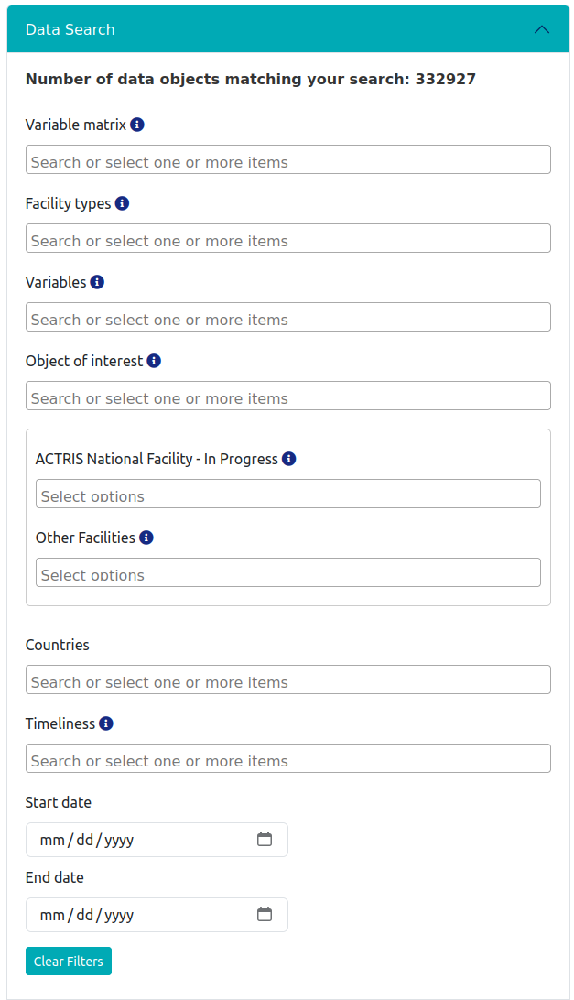 Data Search
Number of data objects matching your search: 332927
Variable matrix
Search or select one or more items
Facility types
Search or select one or more items
Variables
Search or select one or more items
Object of interest
Search or select one or more items
ACTRIS National Facility - In Progress
Select options
Other Facilities
Select options
Countries
Search or select one or more items
Timeliness
Search or select one or more items
Start date
mm/dd/yyyy
End date
mm/dd/yyyy
Clear Filters